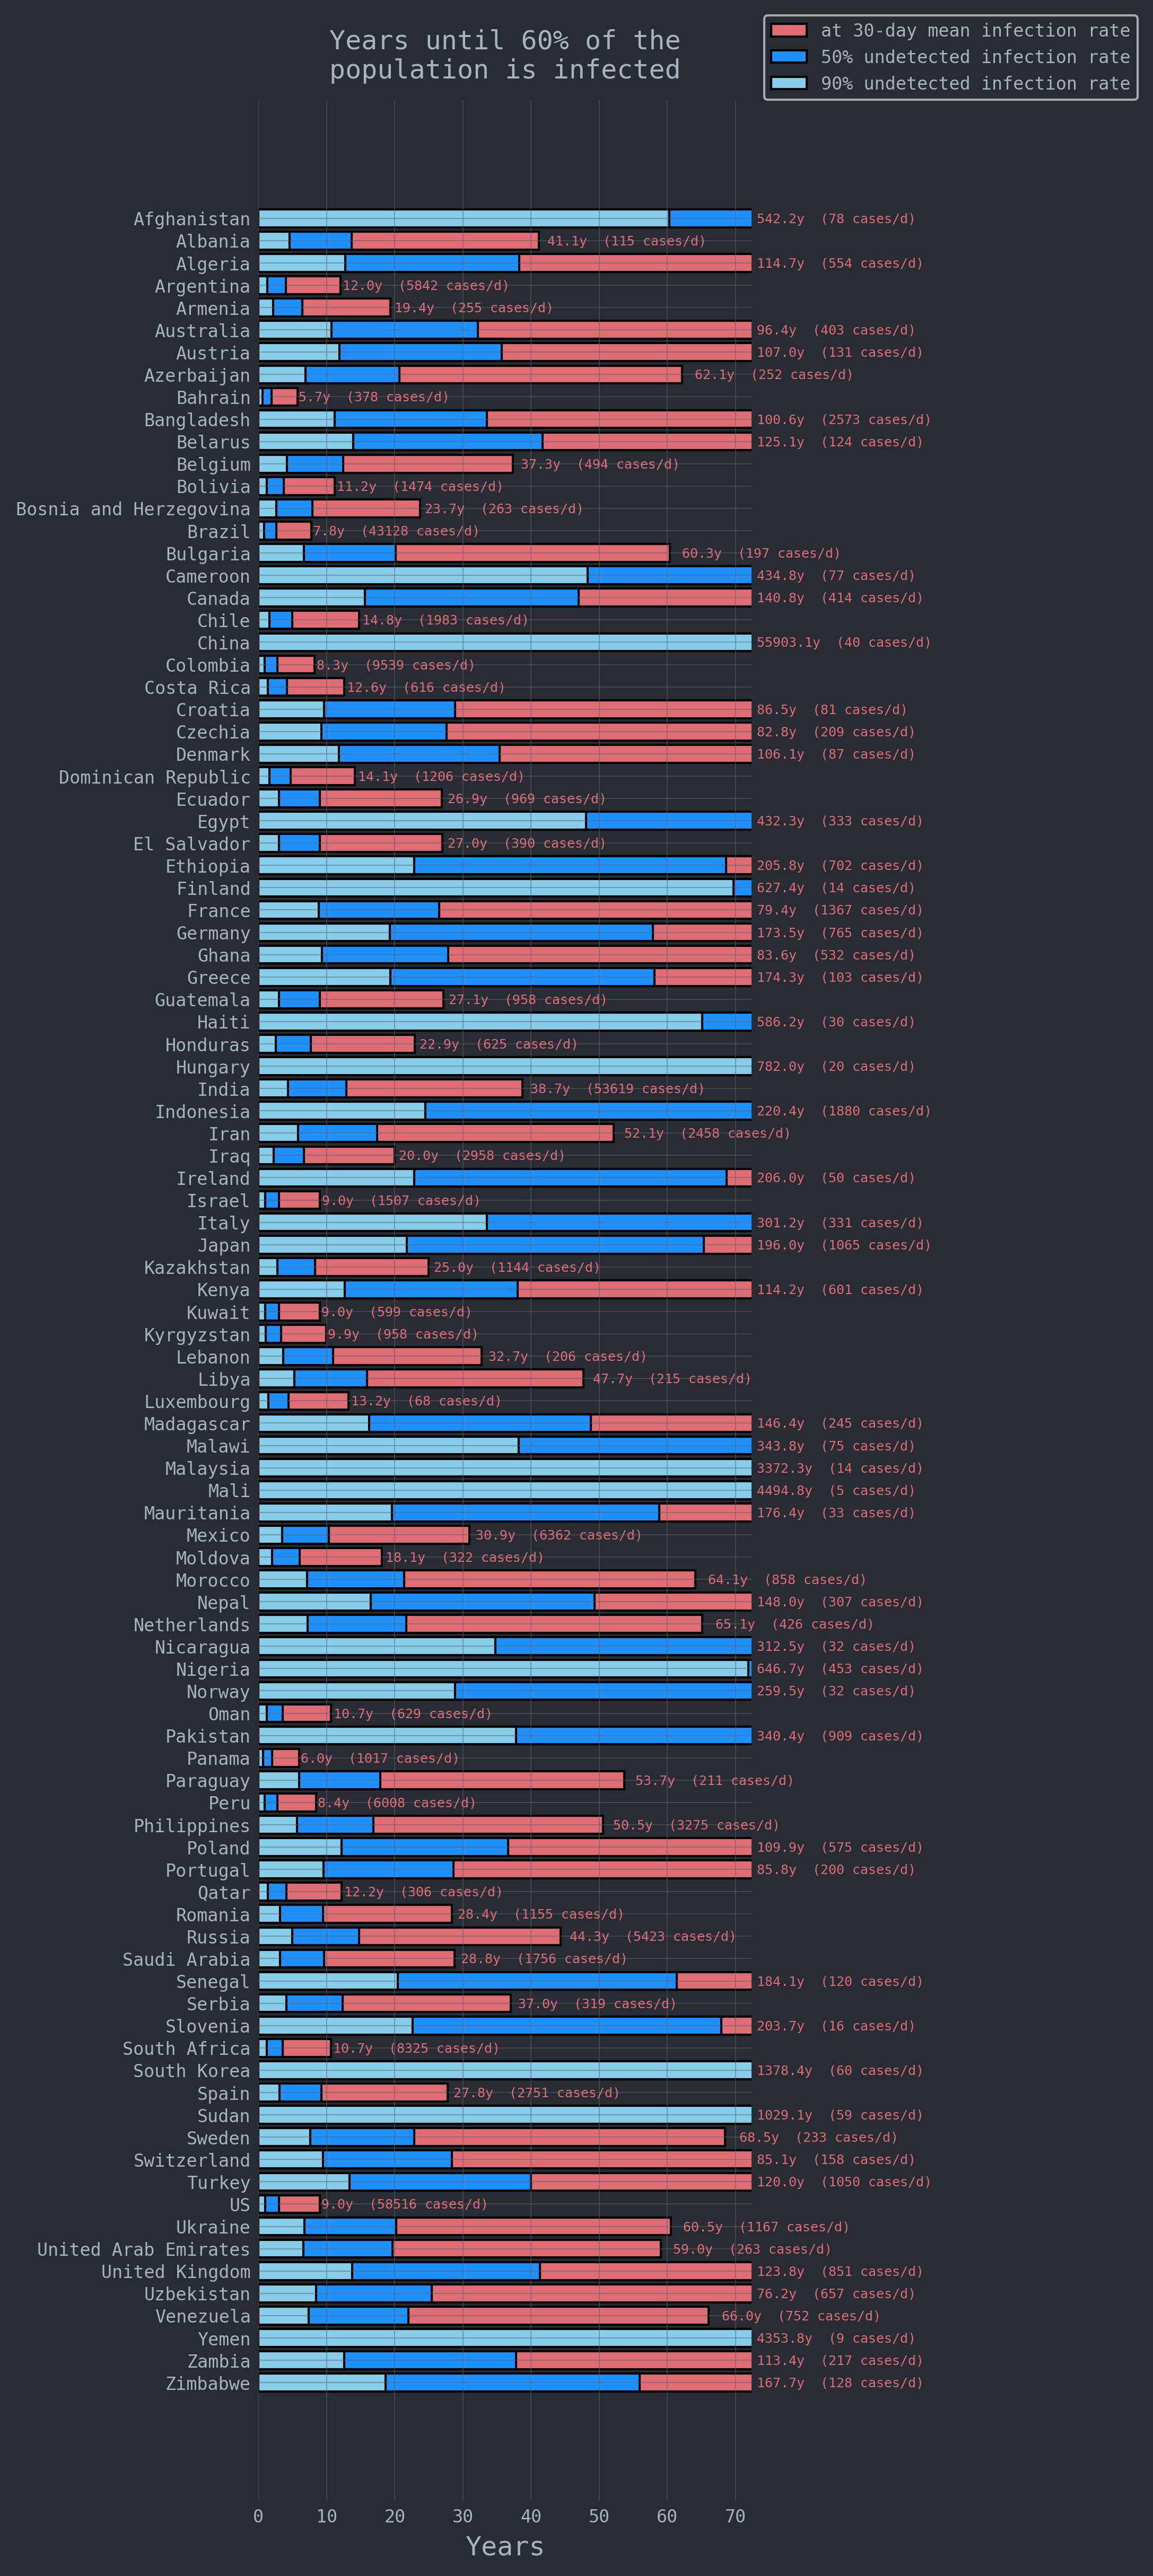 Years until 60% of the
population is infected
at 30-day mean infection rate
50% undetected infection rate
90% undetected infection rate
Afghanistan 542.2y (78 cases/d)
Albania 41.1y (115 cases/d)
Algeria 114.7y (554 cases/d)
Argentina 12.0y (5842 cases/d)
Armenia 19.4y (255 cases/d)
Australia 96.4y (403 cases/d)
Austria 107.0y (131 cases/d)
Azerbaijan 62.1y (252 cases/d)
Bahrain 5.7y (378 cases/d)
Bangladesh 100.6y (2573 cases/d)
Belarus 125.1y (124 cases/d)
Belgium 37.3y (494 cases/d)
Bolivia 11.2y (1474 cases/d)
Bosnia and Herzegovina 23.7y (263 cases/d)
Brazil 7.8y (43128 cases/d)
Bulgaria 60.3y (197 cases/d)
Cameroon 434.8y (77 cases/d)
Canada 140.8y (414 cases/d)
Chile 14.8y (1983 cases/d)
China 55903.1y (40 cases/d)
Colombia 8.3y (9539 cases/d)
Costa Rica 12.6y (616 cases/d)
Croatia 86.5y (81 cases/d)
Czechia 82.8y (209 cases/d)
Denmark 106.1y (87 cases/d)
Dominican Republic 14.1y (1206 cases/d)
Ecuador 26.9y (969 cases/d)
Egypt 432.3y (333 cases/d)
El Salvador 27.0y (390 cases/d)
Ethiopia 205.8y (702 cases/d)
Finland 627.4y (14 cases/d)
France 79.4y (1367 cases/d)
Germany 173.5y (765 cases/d)
Ghana 83.6y (532 cases/d)
Greece 174.3y (103 cases/d)
Guatemala 27.1y (958 cases/d)
Haiti 586.2y (30 cases/d)
Honduras 22.9y (625 cases/d)
Hungary 782.0y (20 cases/d)
India 38.7y (53619 cases/d)
Indonesia 220.4y (1880 cases/d)
Iran 52.1y (2458 cases/d)
Iraq 20.0y (2958 cases/d)
Ireland 206.0y (50 cases/d)
Israel 9.0y (1507 cases/d)
Italy 301.2y (331 cases/d)
Japan 196.0y (1065 cases/d)
Kazakhstan 25.0y (1144 cases/d)
Kenya 114.2y (601 cases/d)
Kuwait 9.0y (599 cases/d)
Kyrgyzstan 9.9y (958 cases/d)
Lebanon 32.7y (206 cases/d)
Libya 47.7y (215 cases/d)
Luxembourg 13.2y (68 cases/d)
Madagascar 146.4y (245 cases/d)
Malawi 343.8y (75 cases/d)
Malaysia 3372.3y (14 cases/d)
Mali 4494.8y (5 cases/d)
Mauritania 176.4y (33 cases/d)
Mexico 30.9y (6362 cases/d)
Moldova 18.1y (322 cases/d)
Morocco 64.1y (858 cases/d)
Nepal 148.0y (307 cases/d)
Netherlands 65.1y (426 cases/d)
Nicaragua 312.5y (32 cases/d)
Nigeria 646.7y (453 cases/d)
Norway 259.5y (32 cases/d)
Oman 10.7y (629 cases/d)
Pakistan 340.4y (909 cases/d)
Panama 6.0y (1017 cases/d)
Paraguay 53.7y (211 cases/d)
Peru 8.4y (6008 cases/d)
Philippines 50.5y (3275 cases/d)
Poland 109.9y (575 cases/d)
Portugal 85.8y (200 cases/d)
Qatar 12.2y (306 cases/d)
Romania 28.4y (1155 cases/d)
Russia 44.3y (5423 cases/d)
Saudi Arabia 28.8y (1756 cases/d)
Senegal 184.1y (120 cases/d)
Serbia 37.0y (319 cases/d)
Slovenia 203.7y (16 cases/d)
South Africa 10.7y (8325 cases/d)
South Korea 1378.4y (60 cases/d)
Spain 27.8y (2751 cases/d)
Sudan 1029.1y (59 cases/d)
Sweden 68.5y (233 cases/d)
Switzerland 85.1y (158 cases/d)
Turkey 120.0y (1050 cases/d)
US 9.0y (58516 cases/d)
Ukraine 60.5y (1167 cases/d)
United Arab Emirates 59.0y (263 cases/d)
United Kingdom 123.8y (851 cases/d)
Uzbekistan 76.2y (657 cases/d)
Venezuela 66.0y (752 cases/d)
Yemen 4353.8y (9 cases/d)
Zambia 113.4y (217 cases/d)
Zimbabwe 167.7y (128 cases/d)
0 10 20 30 40 50 60 70
Years